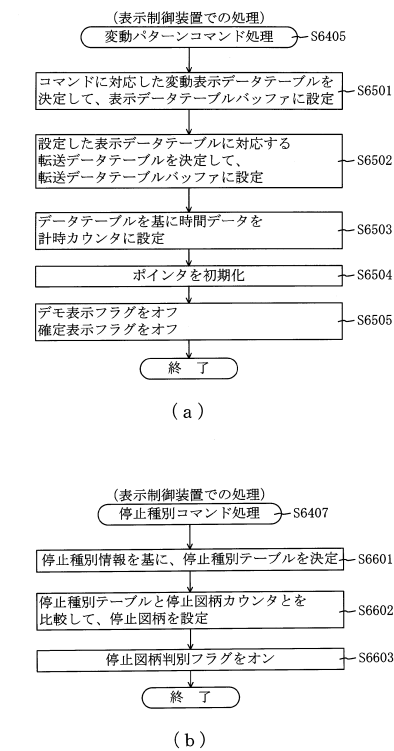 (表示制御装置での処理)
変動パターンコマンド処理
S6405
コマンドに対応した変動表示データテーブルを
決定して、表示データテーブルバッファに設定
S6501
設定した表示データテーブルに対応する
転送データテーブルを決定して、
転送データテーブルバッファに設定
S6502
データテーブルを基に時間データを
計時カウンタに設定
S6503
ポインタを初期化
S6504
デモ表示フラグをオフ
確定表示フラグをオフ
S6505
終 了
(a)
(表示制御装置での処理)
停止種別コマンド処理
S6407
停止種別情報を基に、停止種別テーブルを決定
S6601
停止種別テーブルと停止図柄カウンタとを
比較して、停止図柄を設定
S6602
停止図柄判別フラグをオン
S6603
終 了
(b)